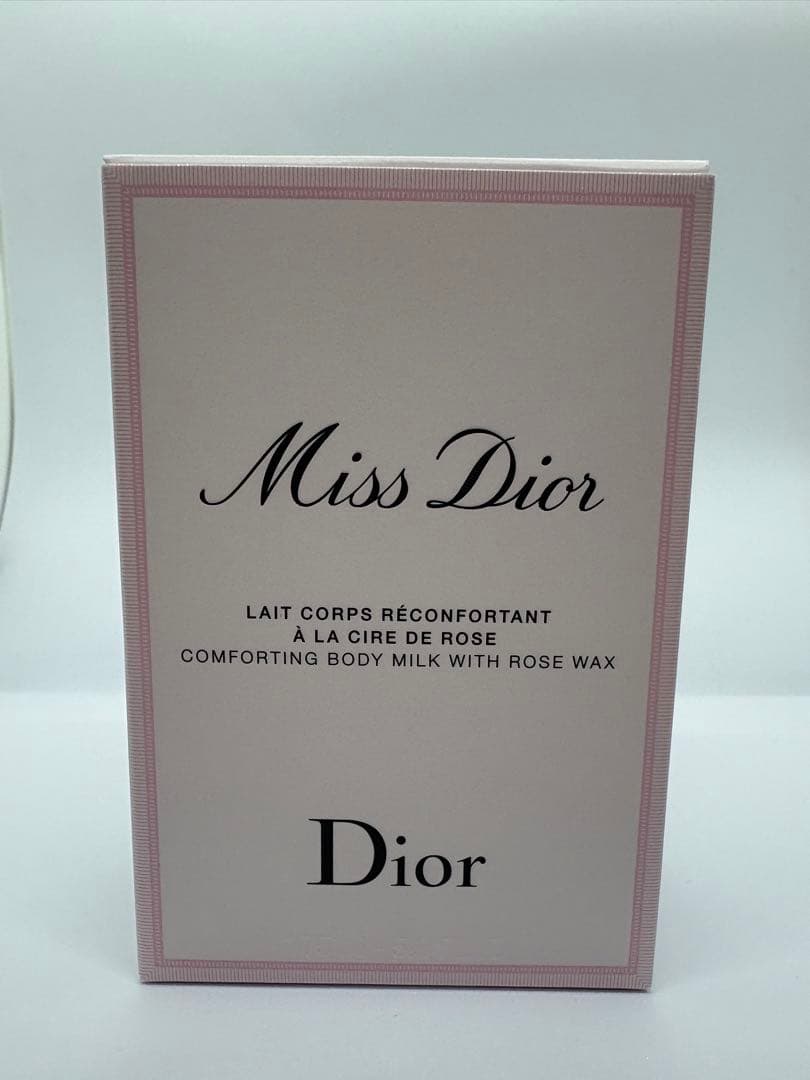 Miss Dior
LAIT CORPS RÉCONFORTANT
À LA CIRE DE ROSE
COMFORTING BODY MILK WITH ROSE WAX
Dior